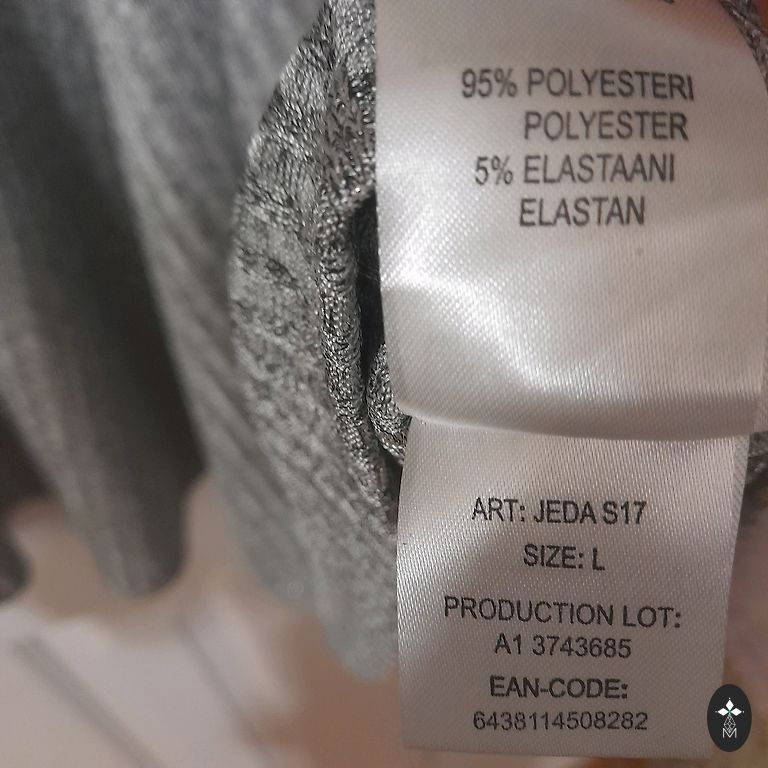 95% POLYESTERI
POLYESTER
5% ELASTAANI
ELASTAN
ART: JEDA S17
SIZE: L
PRODUCTION LOT:
A1 3743685
EAN-CODE:
6438114508282
M